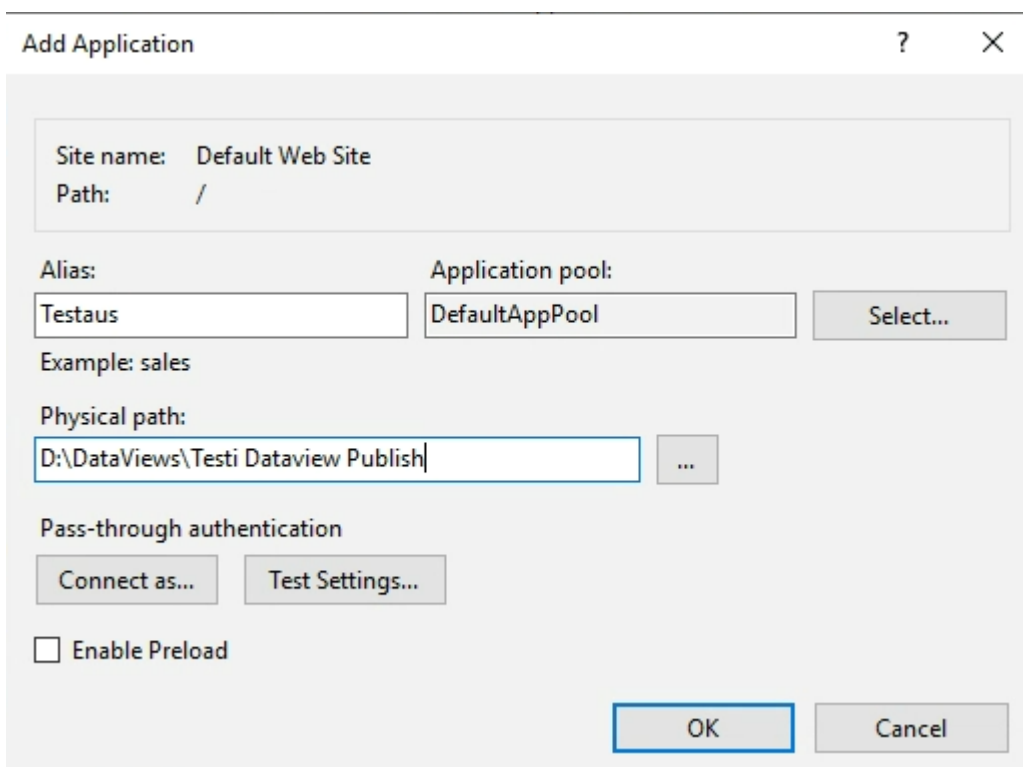 Add Application
?
Site name: Default Web Site
Path: /
Alias: Application pool:
Testaus DefaultAppPool Select...
Example: sales
Physical path:
D:\DataViews\Testi Dataview Publish ...
Pass-through authentication
Connect as... Test Settings...
Enable Preload
OK Cancel